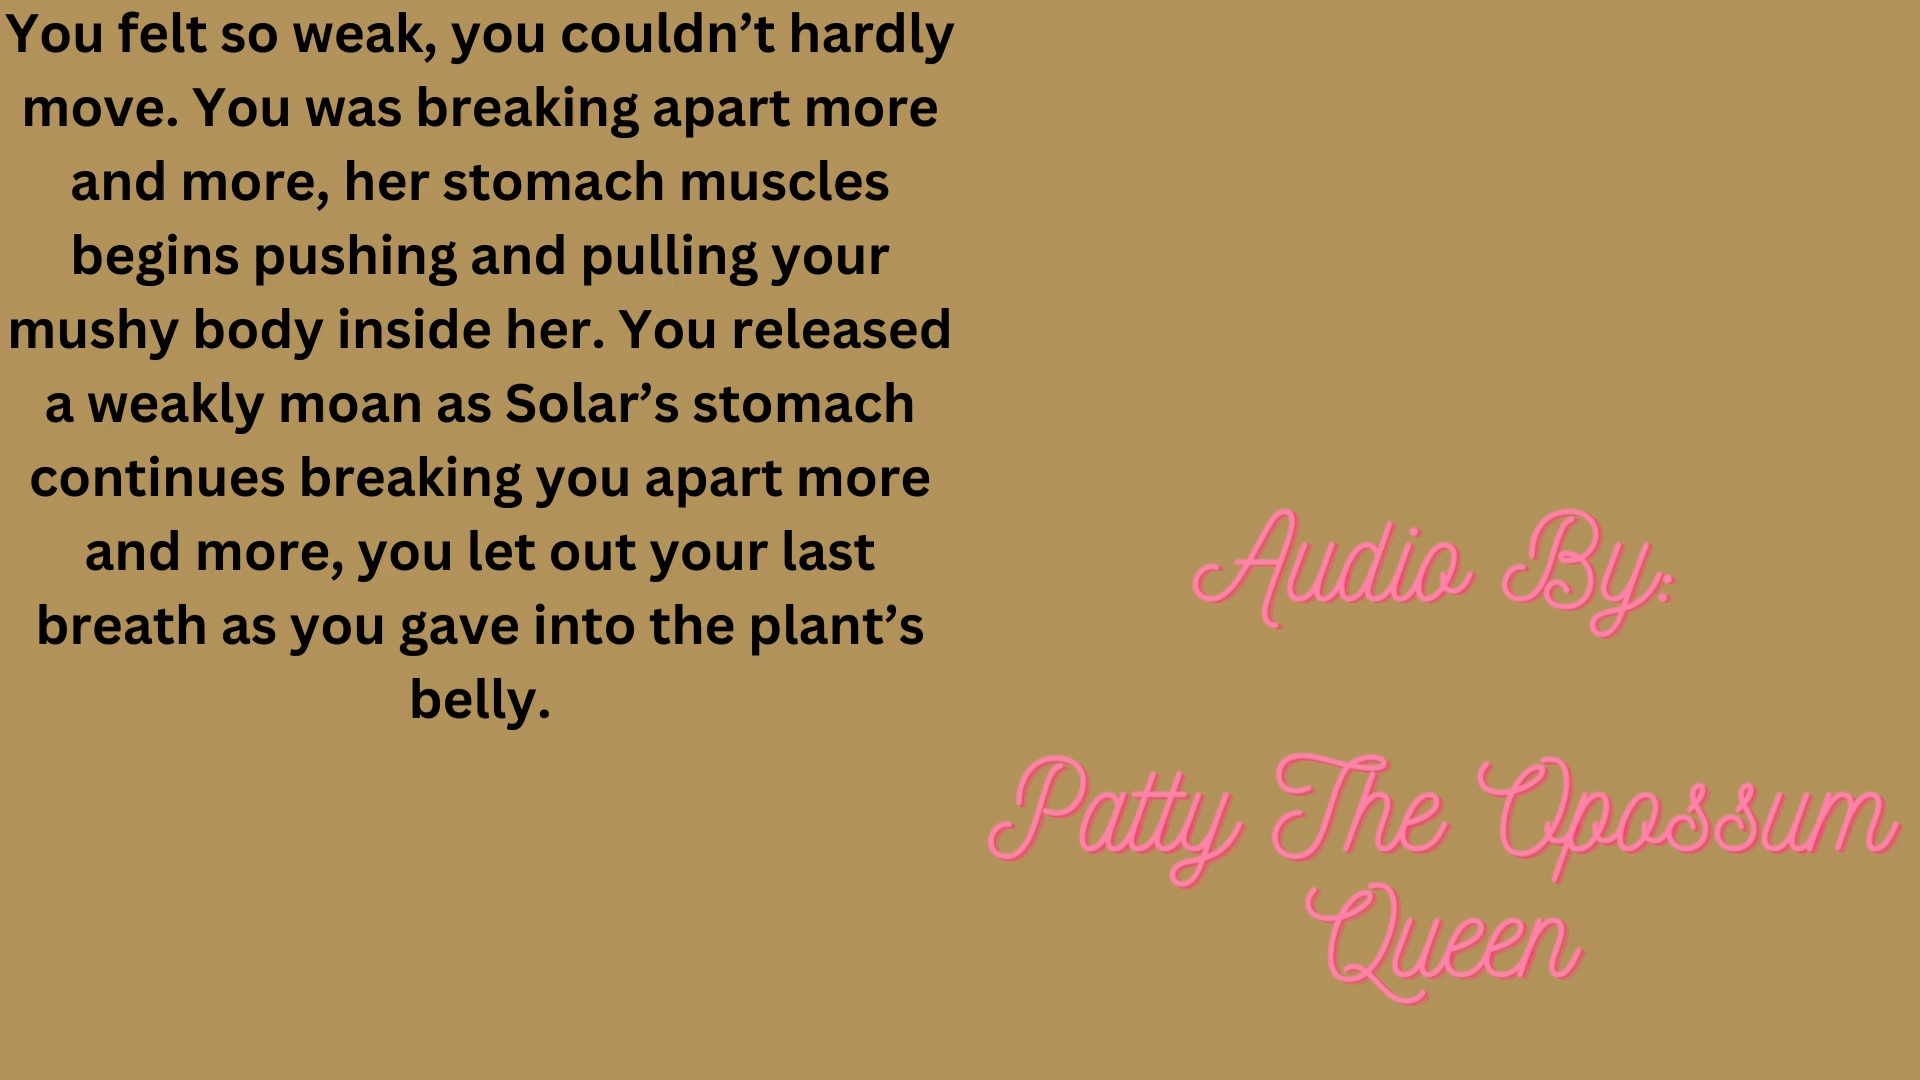 You felt so weak, you couldn’t hardly
move. You was breaking apart more
and more, her stomach muscles
begins pushing and pulling your
mushy body inside her. You released
a weakly moan as Solar’s stomach
continues breaking you apart more
and more, you let out your last
breath as you gave into the plant’s
belly.
Audio By:
Patty The Opossum
Queen